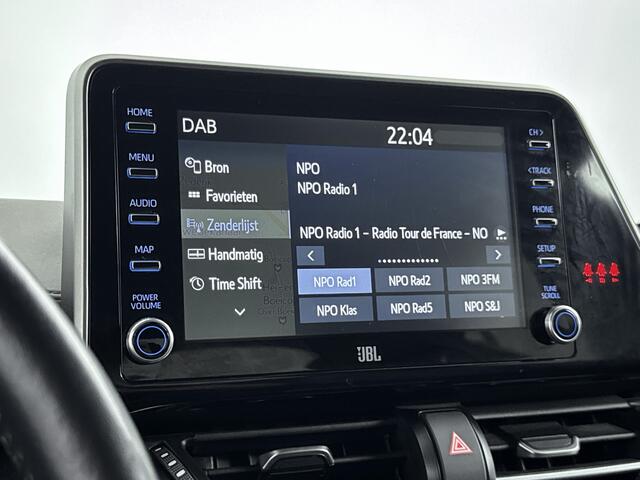 HOME
MENU
AUDIO
MAP
POWER
VOLUME
DAB
22:04
Bron
Favorieten
Zenderlijst
Handmatig
Time Shift
NPO
NPO Radio 1
NPO Radio 1 – Radio Tour de France – NO
NPO Rad1
NPO Rad2
NPO 3FM
NPO Klas
NPO Rad5
NPO S&J
CH >
< TRACK
PHONE
SETUP
TUNE
SCROLL
JBL